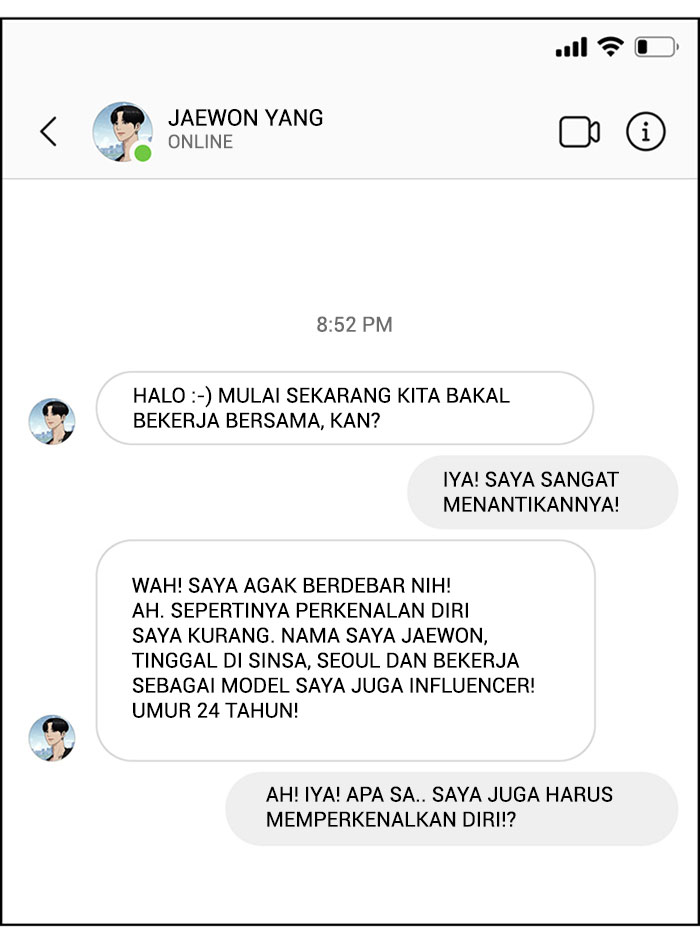 JAEWON YANG
ONLINE
8:52 PM
HALO :-) MULAI SEKARANG KITA BAKAL
BEKERJA BERSAMA, KAN?
IYA! SAYA SANGAT
MENANTIKANNYA!
WAH! SAYA AGAK BERDEBAR NIH!
AH. SEPERTINYA PERKENALAN DIRI
SAYA KURANG. NAMA SAYA JAEWON,
TINGGAL DI SINSA, SEOUL DAN BEKERJA
SEBAGAI MODEL SAYA JUGA INFLUENCER!
UMUR 24 TAHUN!
AH! IYA! APA SA.. SAYA JUGA HARUS
MEMPERKENALKAN DIRI!?